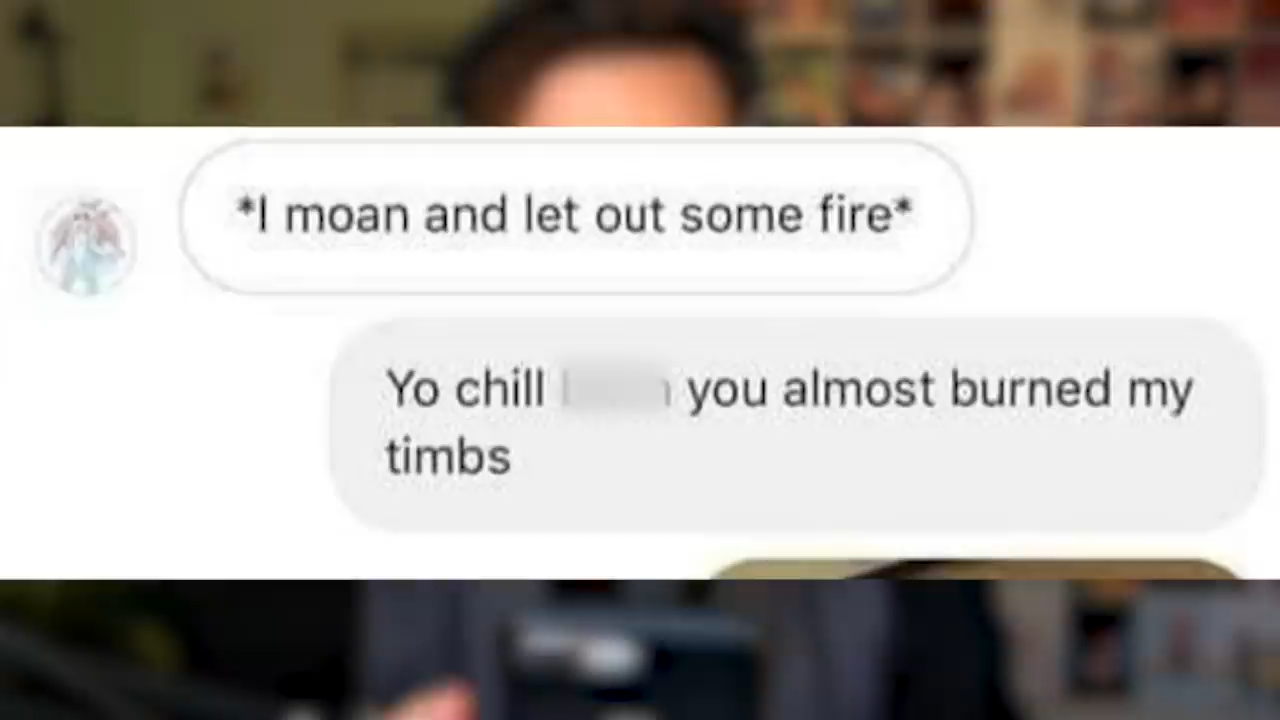 *I moan and let out some fire*
Yo chill you almost burned my
timbs